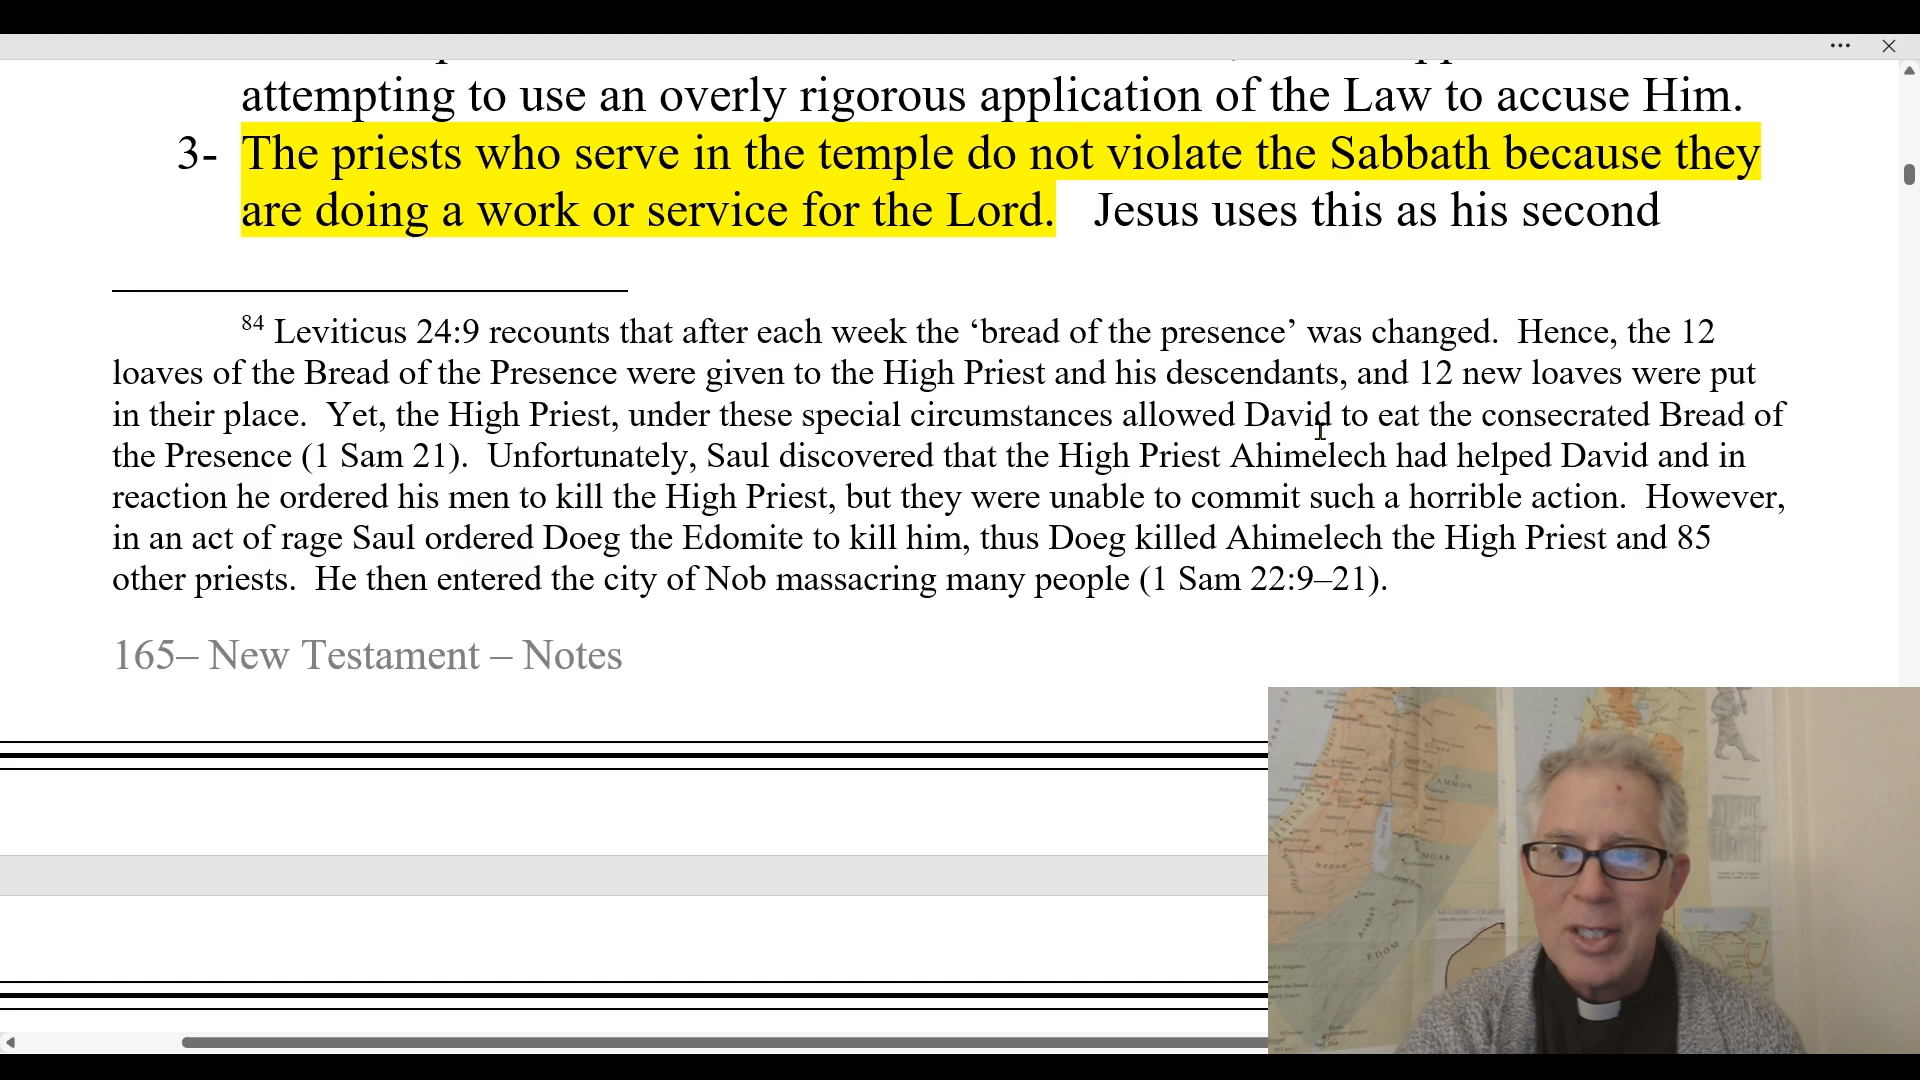 attempting to use an overly rigorous application of the Law to accuse Him.
3- The priests who serve in the temple do not violate the Sabbath because they
are doing a work or service for the Lord. Jesus uses this as his second
84 Leviticus 24:9 recounts that after each week the ‘bread of the presence’ was changed. Hence, the 12
loaves of the Bread of the Presence were given to the High Priest and his descendants, and 12 new loaves were put
in their place. Yet, the High Priest, under these special circumstances allowed David to eat the consecrated Bread of
the Presence (1 Sam 21). Unfortunately, Saul discovered that the High Priest Ahimelech had helped David and in
reaction he ordered his men to kill the High Priest, but they were unable to commit such a horrible action. However,
in an act of rage Saul ordered Doeg the Edomite to kill him, thus Doeg killed Ahimelech the High Priest and 85
other priests. He then entered the city of Nob massacring many people (1 Sam 22:9–21).
165– New Testament – Notes
AMMON
MOAB
EDOM